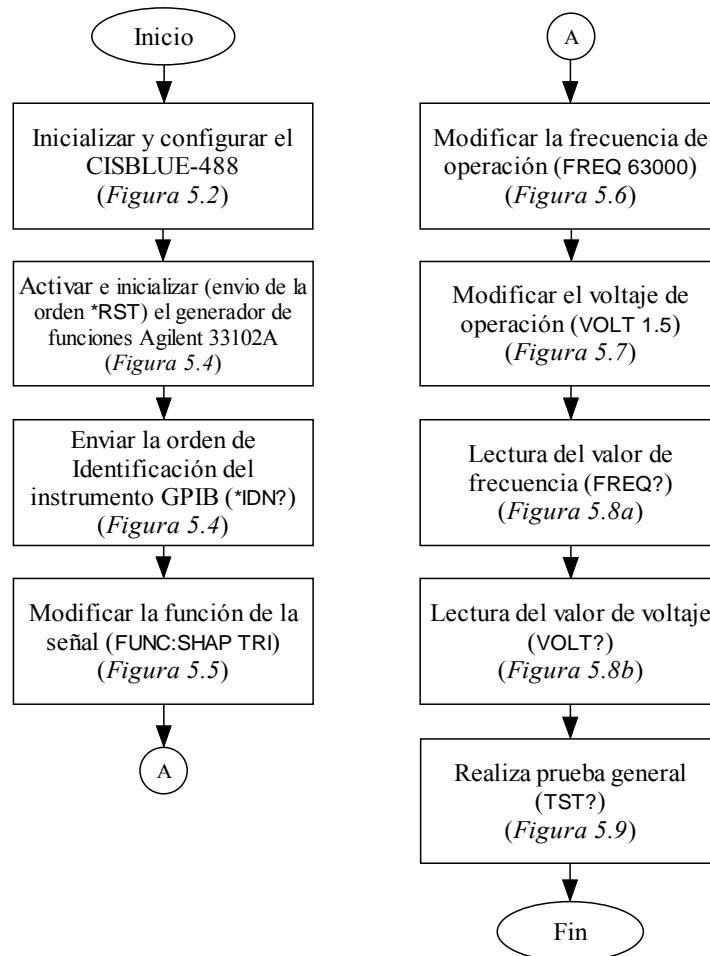 Inicio
Inicializar y configurar el
CISBLUE-488
(Figura 5.2)
Activar e inicializar (envio de la
orden *RST) el generador de
funciones Agilent 33102A
(Figura 5.4)
Enviar la orden de
Identificación del
instrumento GPIB (*IDN?)
(Figura 5.4)
Modificar la función de la
señal (FUNC:SHAP TRI)
(Figura 5.5)
A
A
Modificar la frecuencia de
operación (FREQ 63000)
(Figura 5.6)
Modificar el voltaje de
operación (VOLT 1.5)
(Figura 5.7)
Lectura del valor de
frecuencia (FREQ?)
(Figura 5.8a)
Lectura del valor de voltaje
(VOLT?)
(Figura 5.8b)
Realiza prueba general
(TST?)
(Figura 5.9)
Fin